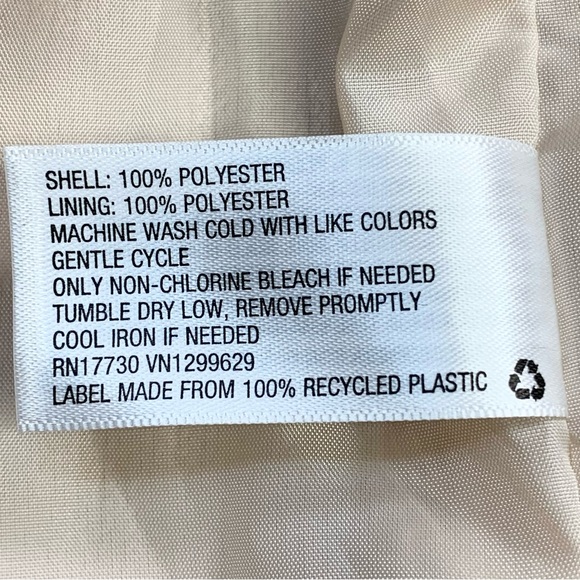 SHELL: 100% POLYESTER
LINING: 100% POLYESTER
MACHINE WASH COLD WITH LIKE COLORS
GENTLE CYCLE
ONLY NON-CHLORINE BLEACH IF NEEDED
TUMBLE DRY LOW, REMOVE PROMPTLY
COOL IRON IF NEEDED
RN17730 VN1299629
LABEL MADE FROM 100% RECYCLED PLASTIC